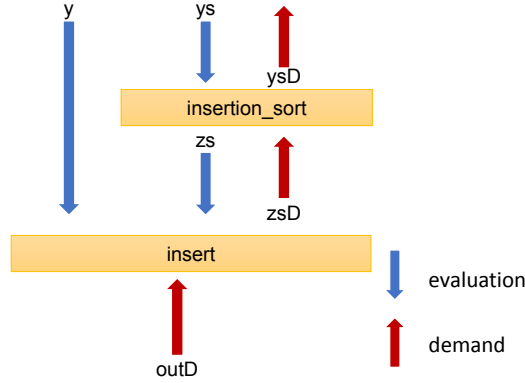 y ys
ysD
insertion_sort
zs
zsD
insert
evaluation
demand
outD